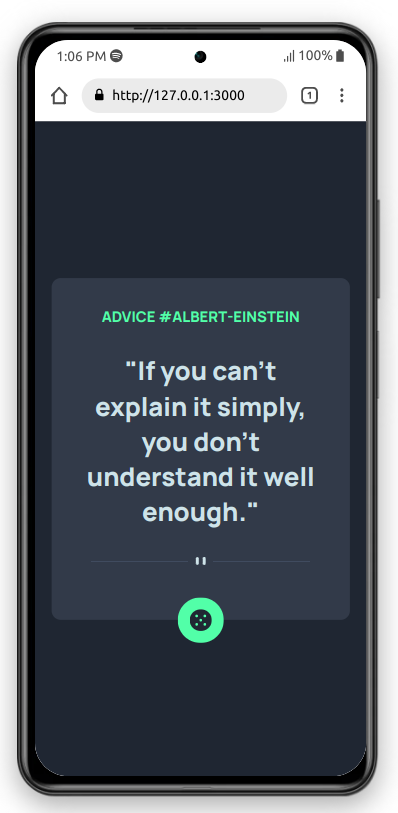 1:06 PM 100%
http://127.0.0.1:3000 1
ADVICE #ALBERT-EINSTEIN
"If you can't
explain it simply,
you don't
understand it well
enough."